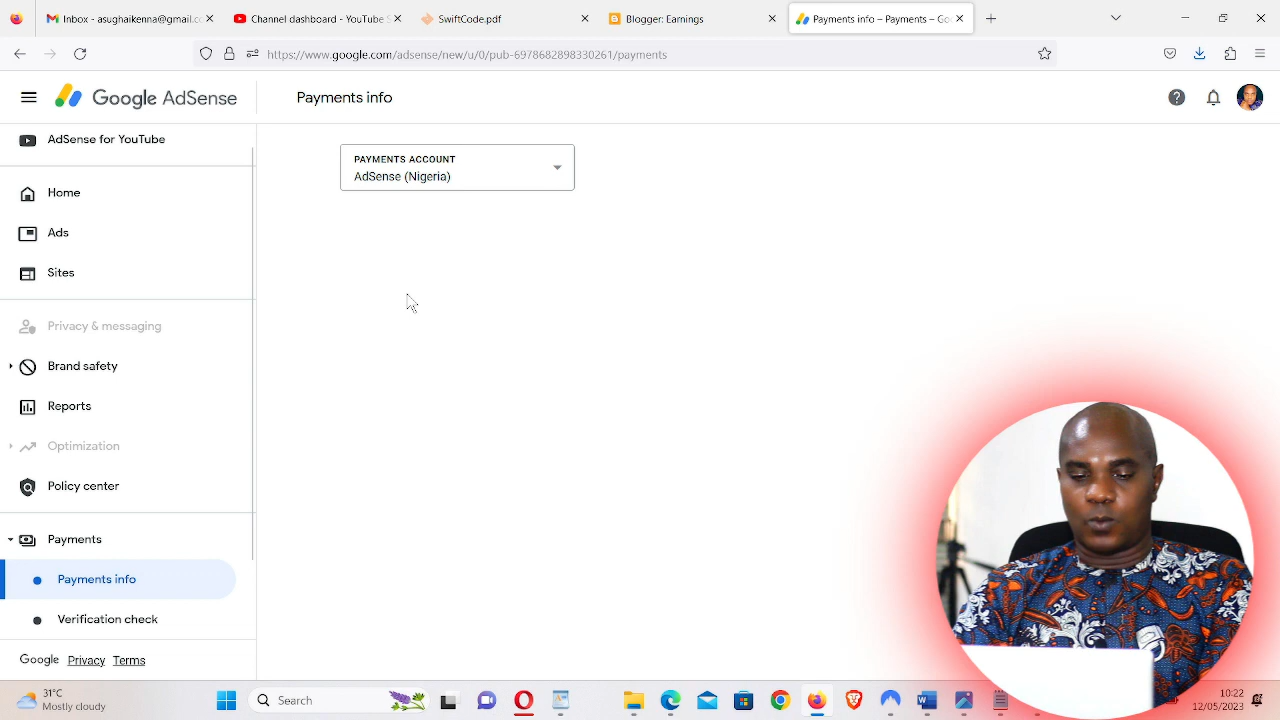 Inbox - mbaikena@gmail.c
Channel dashboard - YouTube S
SwiftCode.pdf
Blogger: Earnings
Payments info – Payments – Go
https://www.google.com/adsense/new/u/0/pub-6978682898330261/payments
Google AdSense
Payments info
AdSense for YouTube
PAYMENTS ACCOUNT
AdSense (Nigeria)
Home
Ads
Sites
Privacy & messaging
Brand safety
Reports
Optimization
Policy center
Payments
Payments info
Verification check
Google Privacy Terms
31°C
Mostly cloudy
Search
10:22
12/05/2023